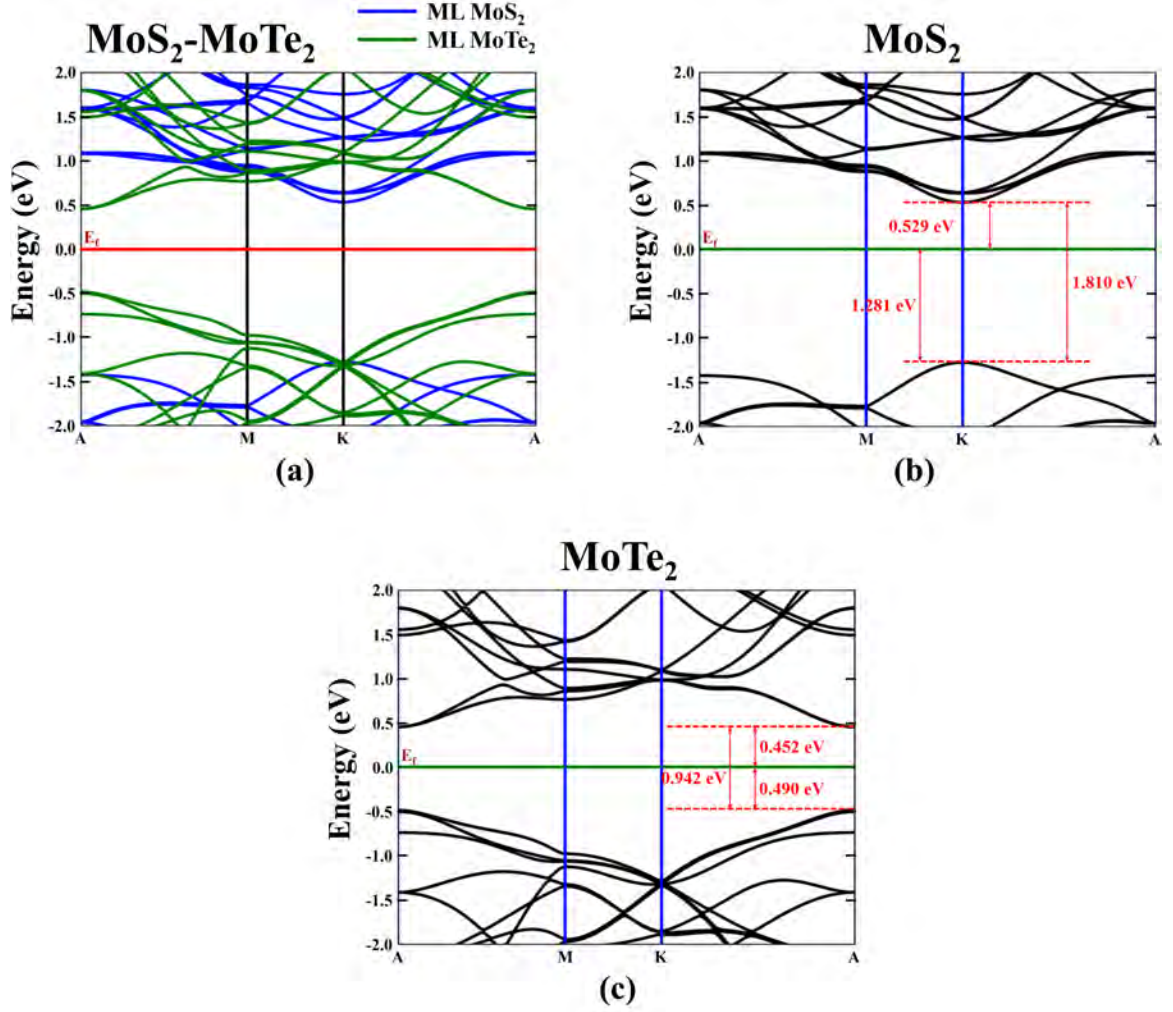 MoS₂-MoTe₂
ML MoS₂
ML MoTe₂
Energy (eV)
2.0
1.5
1.0
0.5
0.0
-0.5
-1.0
-1.5
-2.0
E_f
A M K A
(a)
MoS₂
Energy (eV)
2.0
1.5
1.0
0.5
0.0
-0.5
-1.0
-1.5
-2.0
E_f
0.529 eV
1.810 eV
1.281 eV
A M K A
(b)
MoTe₂
Energy (eV)
2.0
1.5
1.0
0.5
0.0
-0.5
-1.0
-1.5
-2.0
E_f
0.452 eV
0.942 eV
0.490 eV
A M K A
(c)